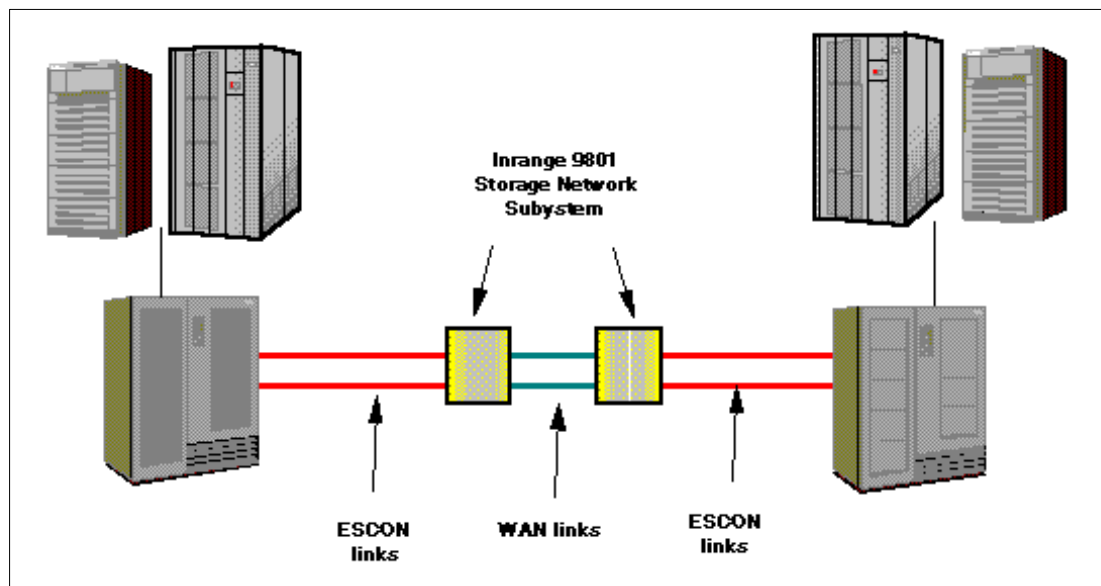 Inrange 9801
Storage Network
Subystem
ESCON
links
WAN links
ESCON
links